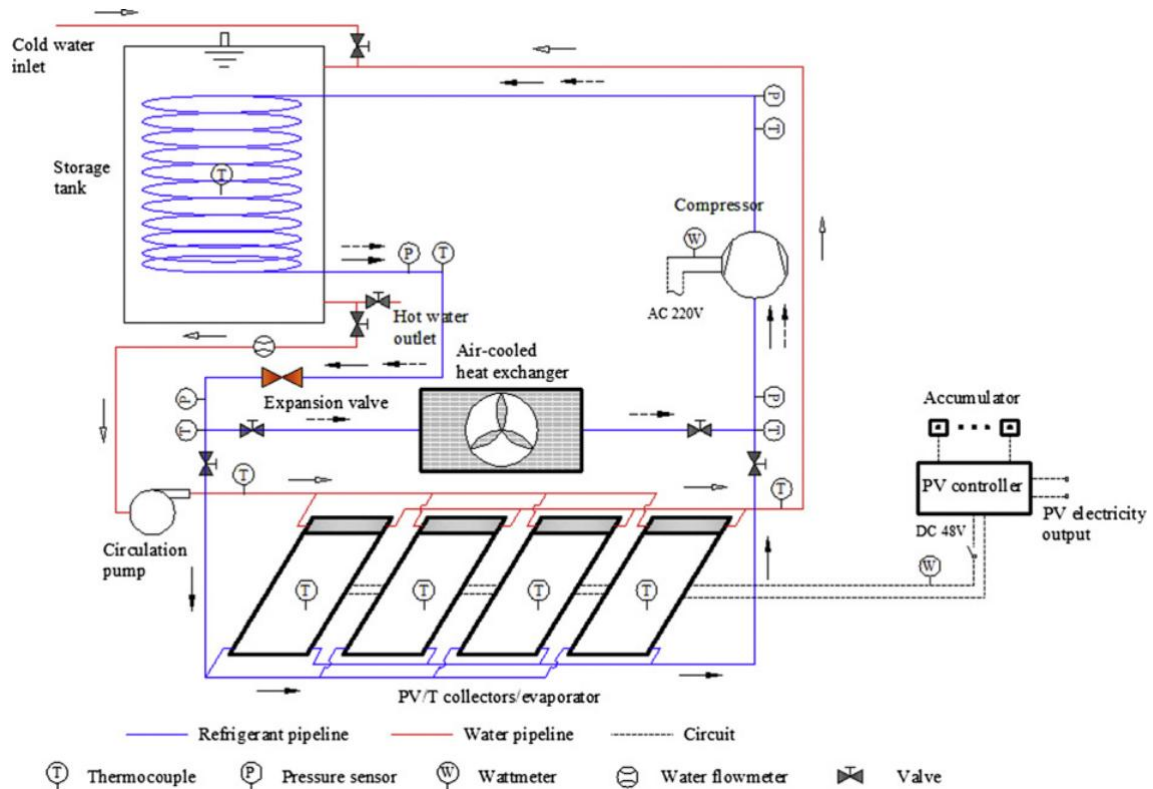 Cold water
inlet
P
T
Storage
tank
T
Compressor
W
P
T
AC 220V
Hot water
outlet
Air-cooled
heat exchanger
Expansion valve
P
T
P
T
Accumulator
PV controller
PV electricity
output
DC 48V
W
T
T
Circulation
pump
T
T
T
T
PV/T collectors/evaporator
Refrigerant pipeline
Water pipeline
Circuit
T
Thermocouple
P
Pressure sensor
W
Wattmeter
Water flowmeter
Valve